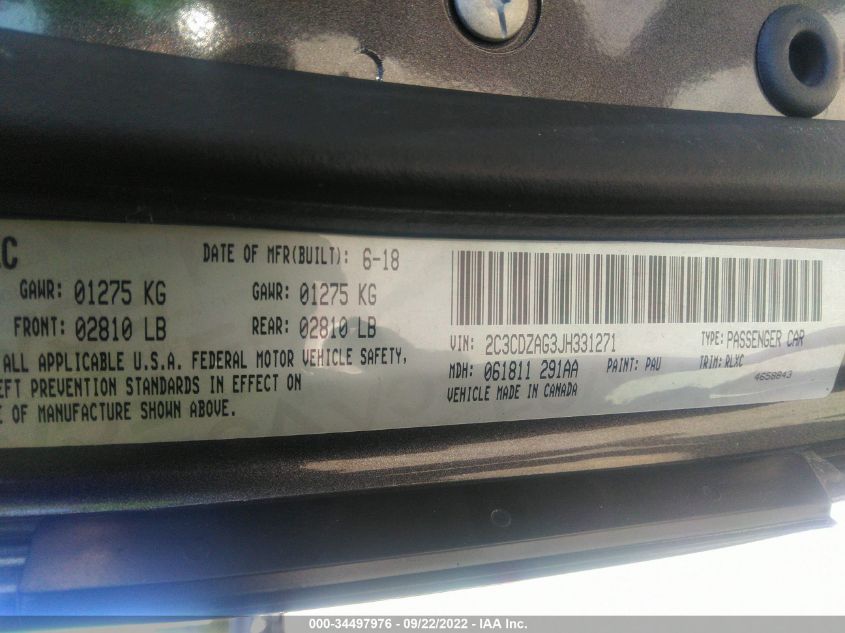 DATE OF MFR(BUILT): 6-18
GAWR: 01275 KG GAWR: 01275 KG
FRONT: 02810 LB REAR: 02810 LB
ALL APPLICABLE U.S.A. FEDERAL MOTOR VEHICLE SAFETY,
PREVENTION STANDARDS IN EFFECT ON
OF MANUFACTURE SHOWN ABOVE.
VIN: 2C3CDZAG3JH331271 TYPE: PASSENGER CAR
MDH: 061811 291AA PAINT: PAU TRIM: RLXC
VEHICLE MADE IN CANADA 4658843
000-34497976 - 09/22/2022 - IAA Inc.